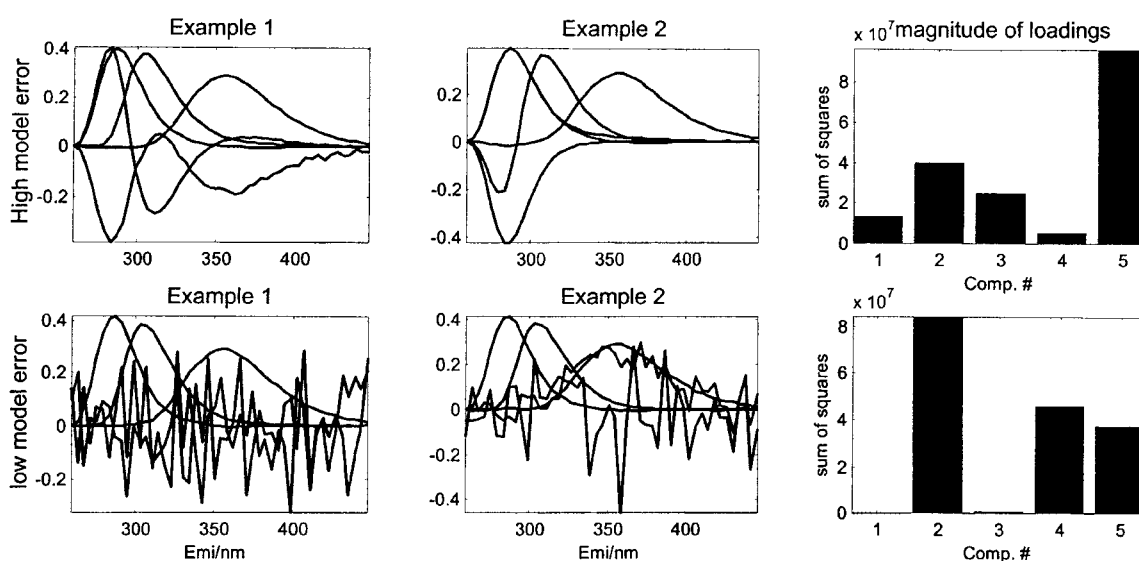 Example 1
Example 2
x 10^7 magnitude of loadings
High model error
0.4
0.2
0
-0.2
300 350 400
0.2
0
-0.2
-0.4
300 350 400
sum of squares
8
6
4
2
0
1 2 3 4 5
Comp. #
Example 1
Example 2
x 10^7
low model error
0.4
0.2
0
-0.2
300 350 400
Emi/nm
0.4
0.2
0
-0.2
-0.4
300 350 400
Emi/nm
sum of squares
8
6
4
2
0
1 2 3 4 5
Comp. #